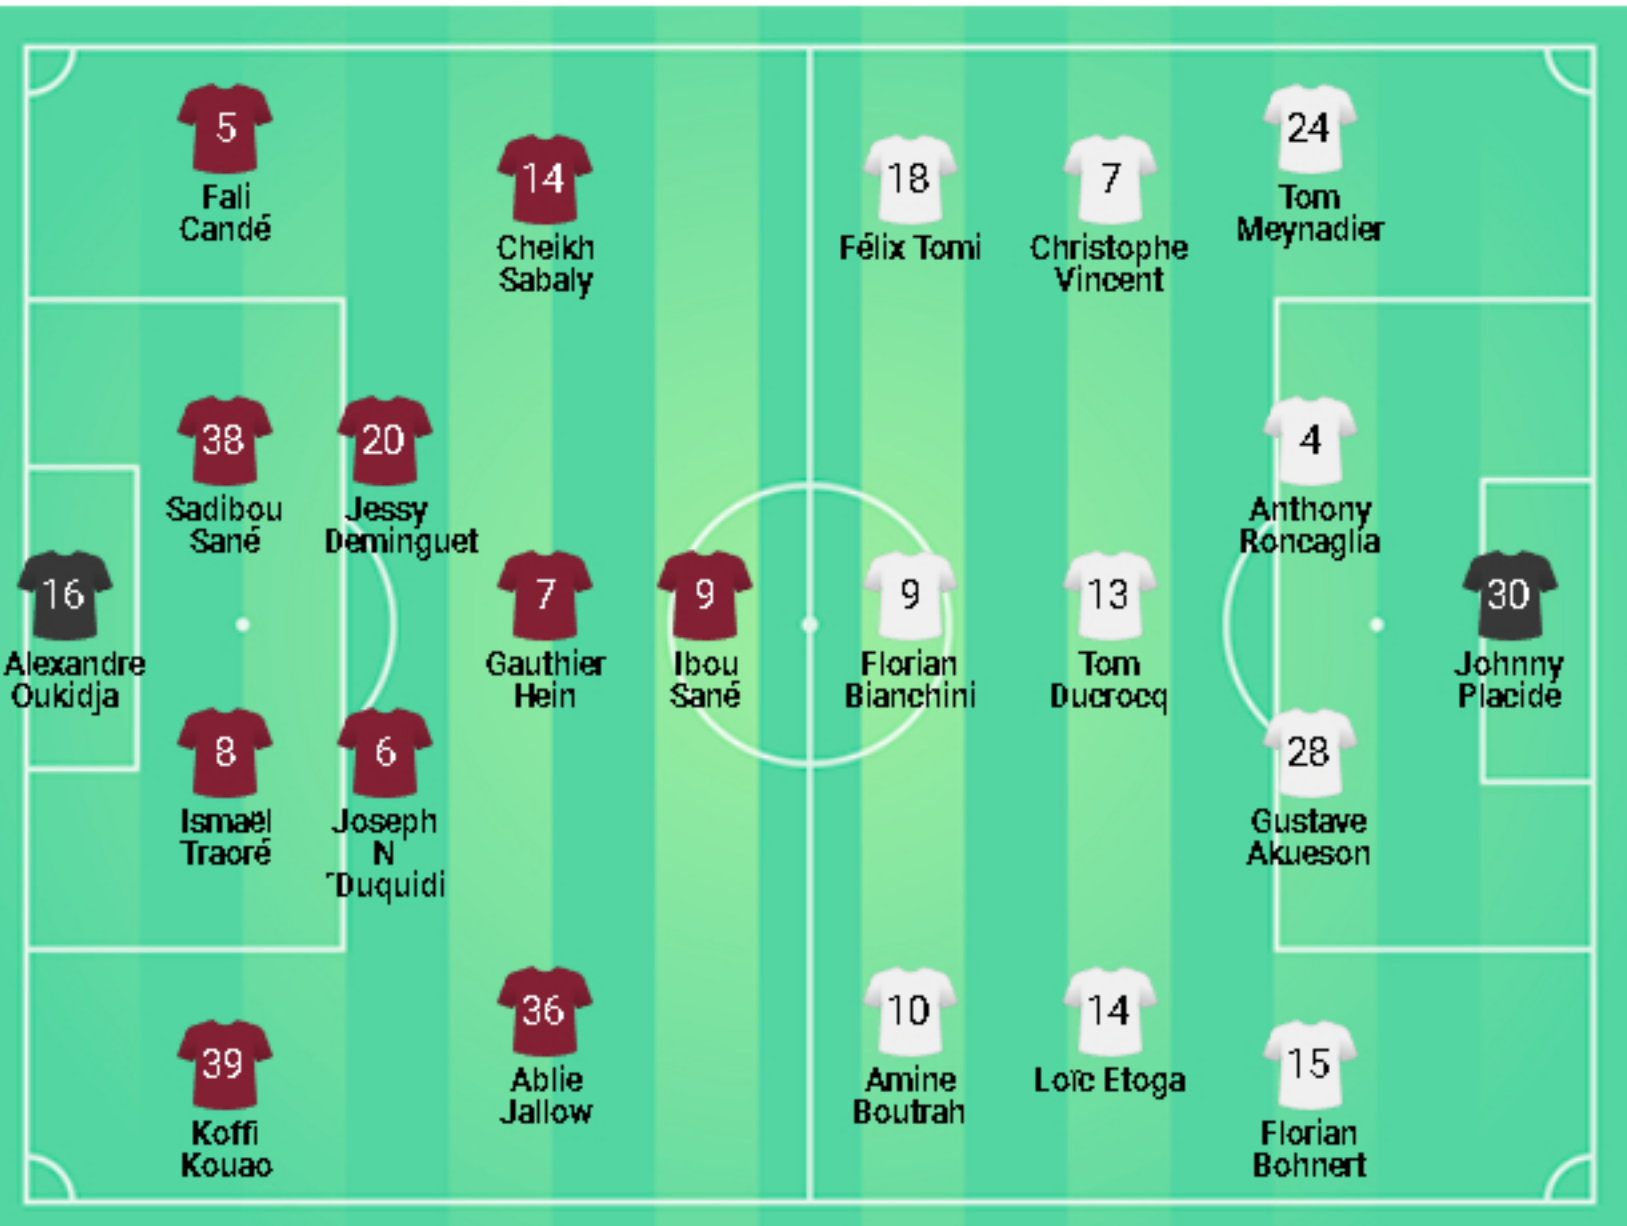 5
Fali
Candé
14
Cheikh
Sabaly
18
Félix Tomi
7
Christophe
Vincent
24
Tom
Meynadier
38
Sadibou
Sané
20
Jessy
Deminguet
4
Anthony
Roncaglia
16
Alexandre
Oukidja
7
Gauthier
Hein
9
Ibou
Sané
9
Florian
Bianchini
13
Tom
Ducrocq
30
Johnny
Placide
8
Ismaël
Traoré
6
Joseph
N
´Duquidi
28
Gustave
Akueson
39
Koffi
Kouao
36
Ablie
Jallow
10
Amine
Boutrah
14
Loïc Etoga
15
Florian
Bohnert